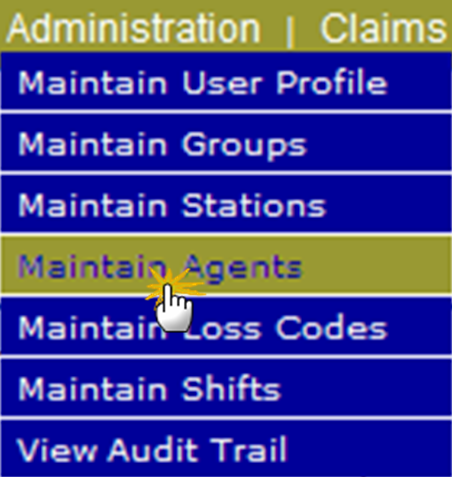 Administration | Claims
Maintain User Profile
Maintain Groups
Maintain Stations
Maintain Agents
Maintain Loss Codes
Maintain Shifts
View Audit Trail